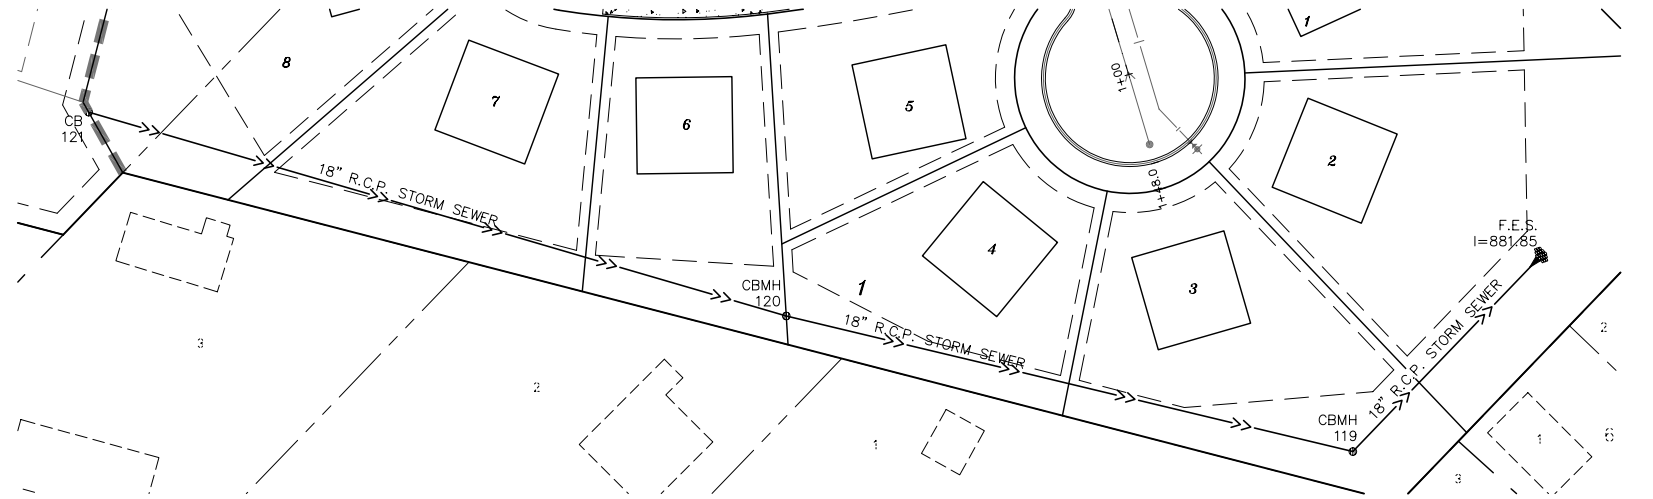 1
8
7
6
5
1+00
CB
121
2
18" R.C.P. STORM SEWER
1+48.0
F.E.S.
I=881.85
4
CBMH
120
1
3
18" R.C.P. STORM SEWER
18" R.C.P. STORM SEWER
2
3
2
CBMH
119
1
1
6
3